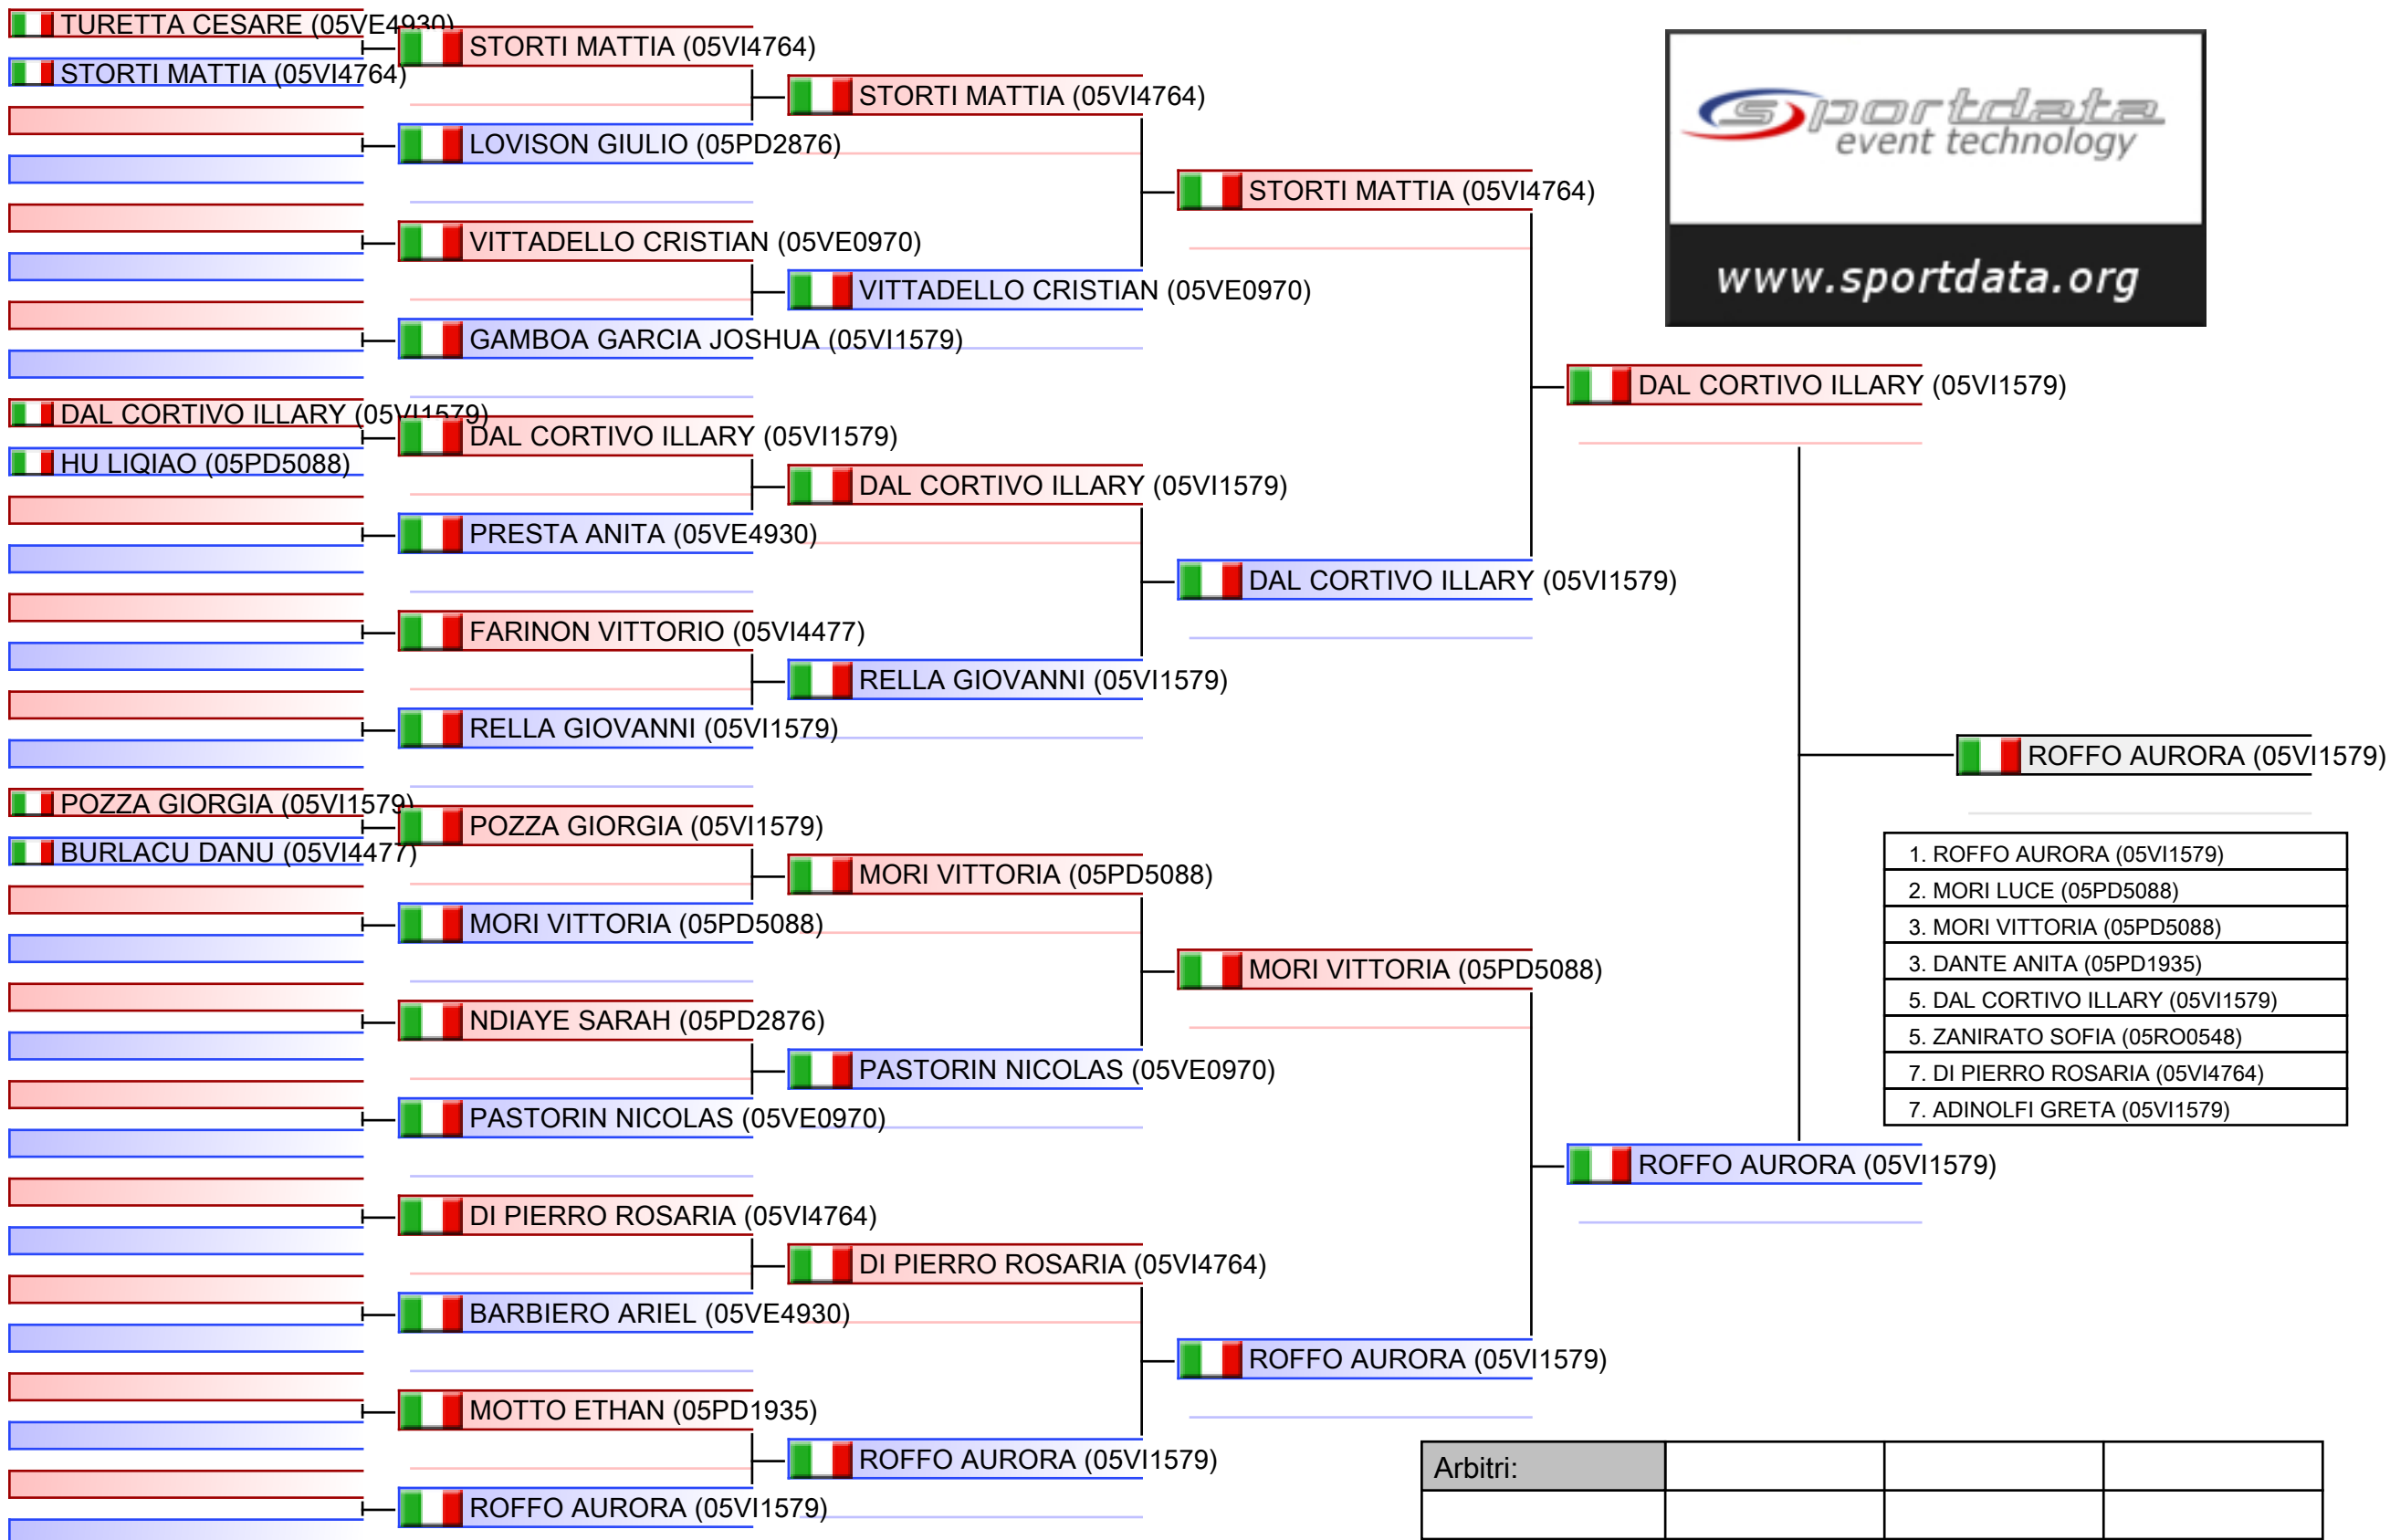 TURETTA CESARE (05VE4930)
STORTI MATTIA (05VI4764)
DAL CORTIVO ILLARY (05VI1579)
HU LIQIAO (05PD5088)
POZZA GIORGIA (05VI1579)
BURLACU DANU (05VI4477)
STORTI MATTIA (05VI4764)
LOVISON GIULIO (05PD2876)
VITTADELLO CRISTIAN (05VE0970)
GAMBOA GARCIA JOSHUA (05VI1579)
DAL CORTIVO ILLARY (05VI1579)
PRESTA ANITA (05VE4930)
FARINON VITTORIO (05VI4477)
RELLA GIOVANNI (05VI1579)
POZZA GIORGIA (05VI1579)
MORI VITTORIA (05PD5088)
NDIAYE SARAH (05PD2876)
PASTORIN NICOLAS (05VE0970)
DI PIERRO ROSARIA (05VI4764)
BARBIERO ARIEL (05VE4930)
MOTTO ETHAN (05PD1935)
ROFFO AURORA (05VI1579)
STORTI MATTIA (05VI4764)
VITTADELLO CRISTIAN (05VE0970)
DAL CORTIVO ILLARY (05VI1579)
RELLA GIOVANNI (05VI1579)
MORI VITTORIA (05PD5088)
PASTORIN NICOLAS (05VE0970)
DI PIERRO ROSARIA (05VI4764)
ROFFO AURORA (05VI1579)
STORTI MATTIA (05VI4764)
DAL CORTIVO ILLARY (05VI1579)
MORI VITTORIA (05PD5088)
ROFFO AURORA (05VI1579)
DAL CORTIVO ILLARY (05VI1579)
ROFFO AURORA (05VI1579)
ROFFO AURORA (05VI1579)
sportdata
event technology
www.sportdata.org
1. ROFFO AURORA (05VI1579)
2. MORI LUCE (05PD5088)
3. MORI VITTORIA (05PD5088)
3. DANTE ANITA (05PD1935)
5. DAL CORTIVO ILLARY (05VI1579)
5. ZANIRATO SOFIA (05RO0548)
7. DI PIERRO ROSARIA (05VI4764)
7. ADINOLFI GRETA (05VI1579)
Arbitri: